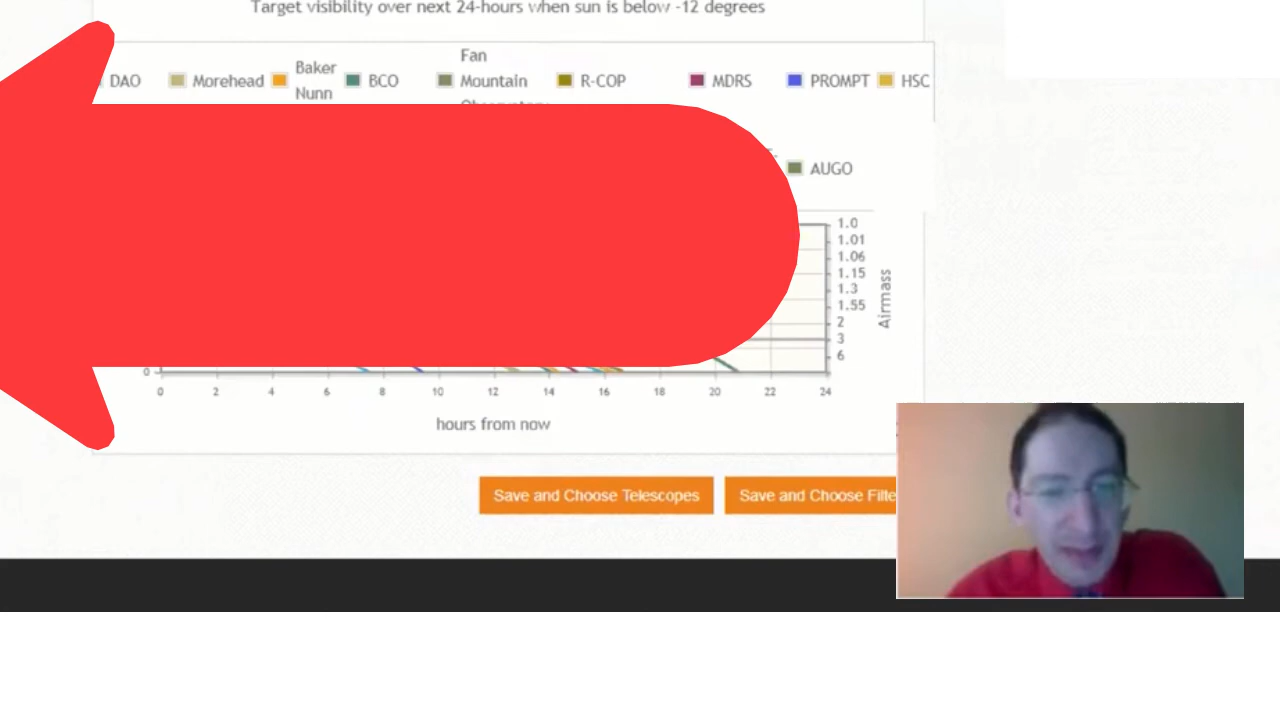 Target visibility over next 24-hours when sun is below -12 degrees
DAO Morehead Baker Nunn BCO Fan Mountain R-COP MDRS PROMPT HSC
AUGO
1.0
1.01
1.06
1.15
1.3
1.55
2
3
6
Airmass
0
0 2 4 6 8 10 12 14 16 18 20 22 24
hours from now
Save and Choose Telescopes Save and Choose